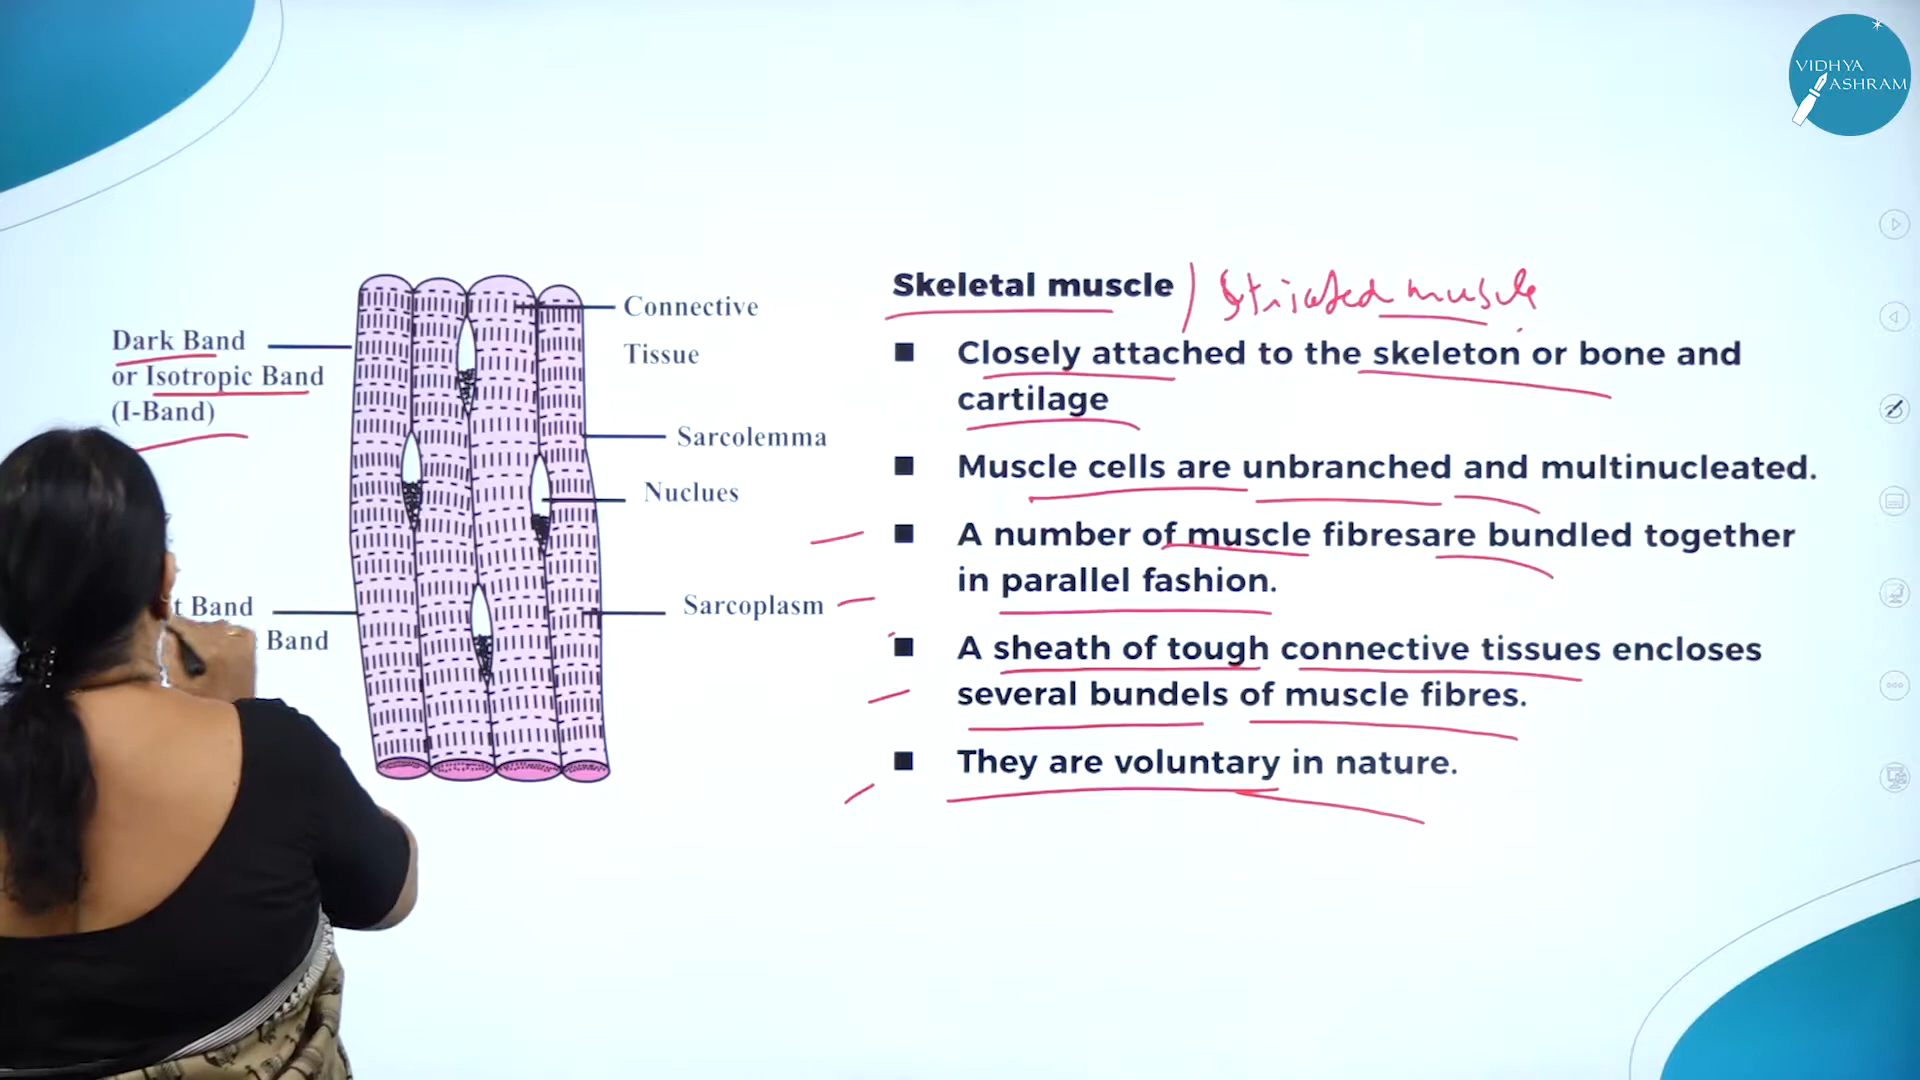 VIDHYA
ASHRAM
Skeletal muscle / Striated muscle
Closely attached to the skeleton or bone and
cartilage
Muscle cells are unbranched and multinucleated.
A number of muscle fibresare bundled together
in parallel fashion.
A sheath of tough connective tissues encloses
several bundels of muscle fibres.
They are voluntary in nature.
Dark Band
or Isotropic Band
(I-Band)
t Band
Band
Connective
Tissue
Sarcolemma
Nuclues
Sarcoplasm